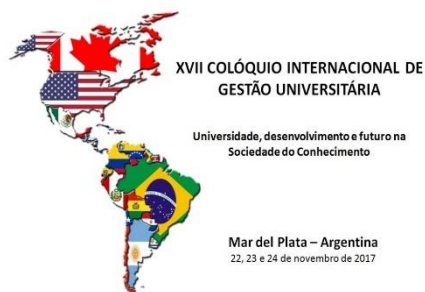 XVII COLÓQUIO INTERNACIONAL DE
GESTÃO UNIVERSITÁRIA
Universidade, desenvolvimento e futuro na
Sociedade do Conhecimento
Mar del Plata – Argentina
22, 23 e 24 de novembro de 2017